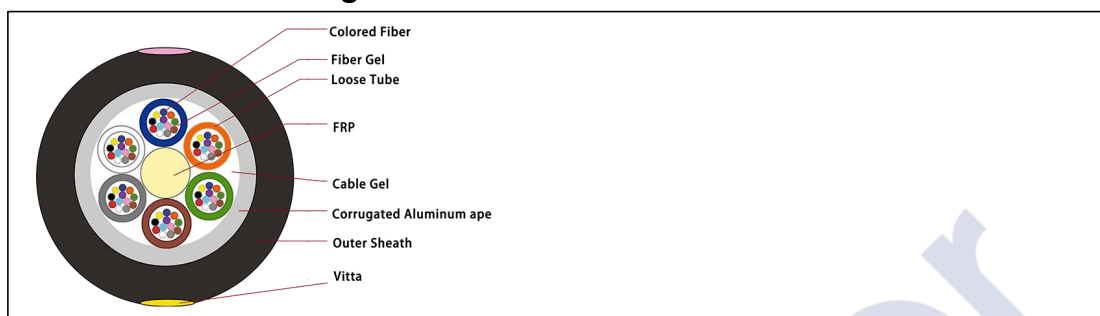 Colored Fiber
Fiber Gel
Loose Tube
FRP
Cable Gel
Corrugated Aluminum ape
Outer Sheath
Vitta